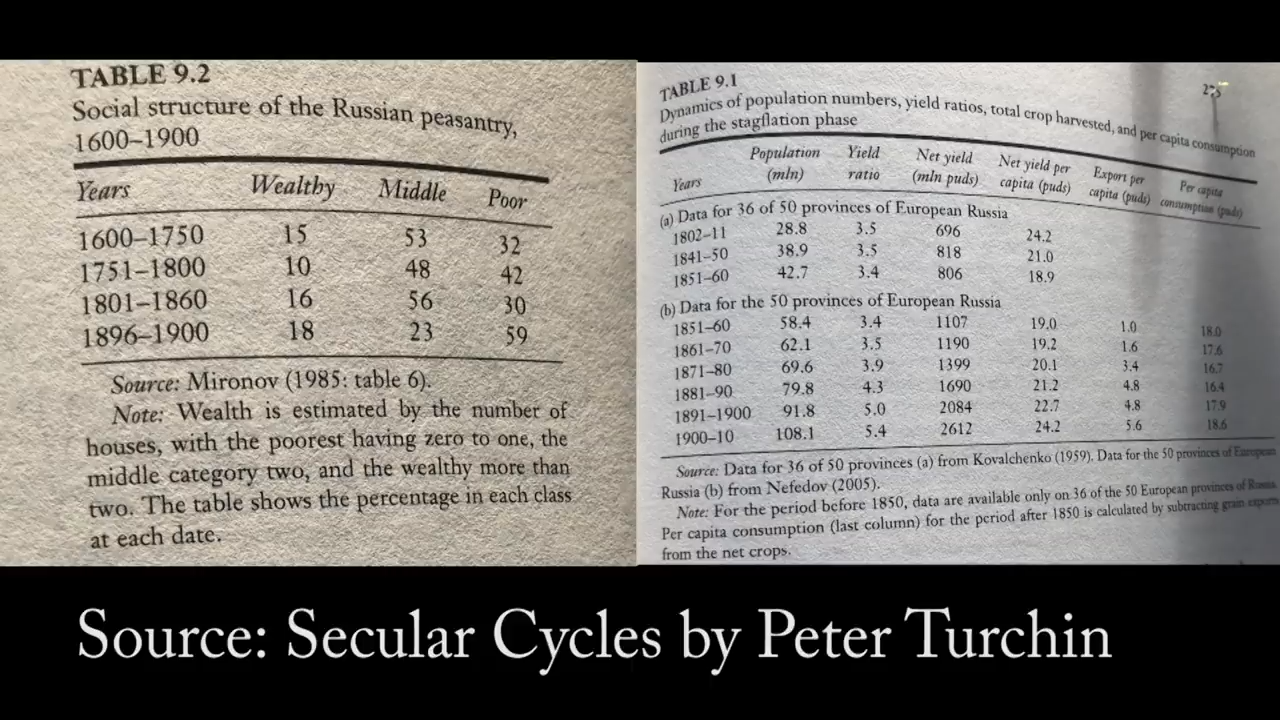 TABLE 9.2
Social structure of the Russian peasantry,
1600–1900
Years Wealthy Middle Poor
1600–1750 15 53 32
1751–1800 10 48 42
1801–1860 16 56 30
1896–1900 18 23 59
Source: Mironov (1985: table 6).
Note: Wealth is estimated by the number of
houses, with the poorest having zero to one, the
middle category two, and the wealthy more than
two. The table shows the percentage in each class
at each date.
275
TABLE 9.1
Dynamics of population numbers, yield ratios, total crop harvested, and per capita consumption
during the stagflation phase
Population Yield Net yield Net yield per Export per Per capita
Years (mln) ratio (mln puds) capita (puds) capita (puds) consumption (puds)
(a) Data for 36 of 50 provinces of European Russia
1802–11 28.8 3.5 696 24.2
1841–50 38.9 3.5 818 21.0
1851–60 42.7 3.4 806 18.9
(b) Data for the 50 provinces of European Russia
1851–60 58.4 3.4 1107 19.0 1.0 18.0
1861–70 62.1 3.5 1190 19.2 1.6 17.6
1871–80 69.6 3.9 1399 20.1 3.4 16.7
1881–90 79.8 4.3 1690 21.2 4.8 16.4
1891–1900 91.8 5.0 2084 22.7 4.8 17.9
1900–10 108.1 5.4 2612 24.2 5.6 18.6
Source: Data for 36 of 50 provinces (a) from Kovalchenko (1959). Data for the 50 provinces of European
Russia (b) from Nefedov (2005).
Note: For the period before 1850, data are available only on 36 of the 50 European provinces of Russia.
Per capita consumption (last column) for the period after 1850 is calculated by subtracting grain exports
from the net crops.
Source: Secular Cycles by Peter Turchin